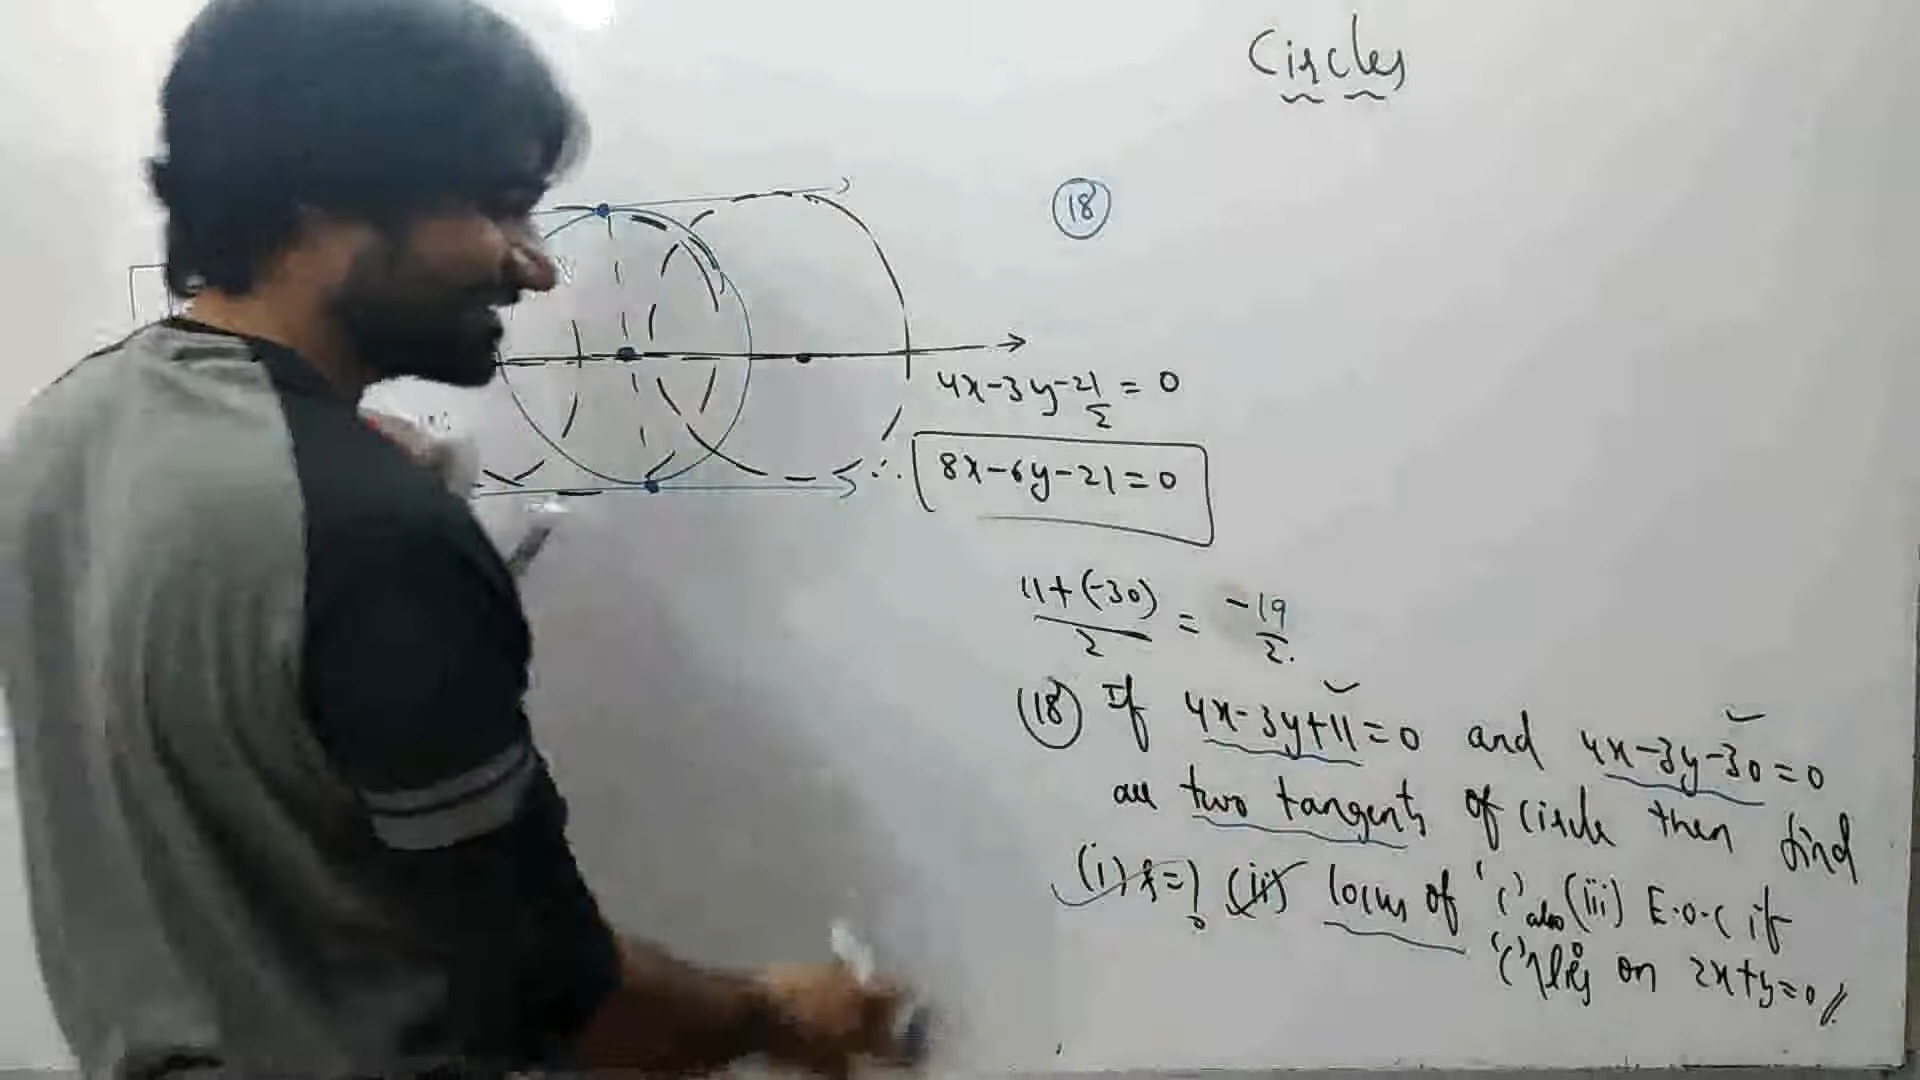 Circles
18
4x-3y-21/2 = 0
∴ 8x-6y-21=0
11+(-30)/2 = -19/2.
(18) If 4x-3y+11=0 and 4x-3y-30=0
are two tangents of circle then find
(i) r=? (ii) locus of 'C' also (iii) E.O.C if
'C' lies on 2x+y=0//